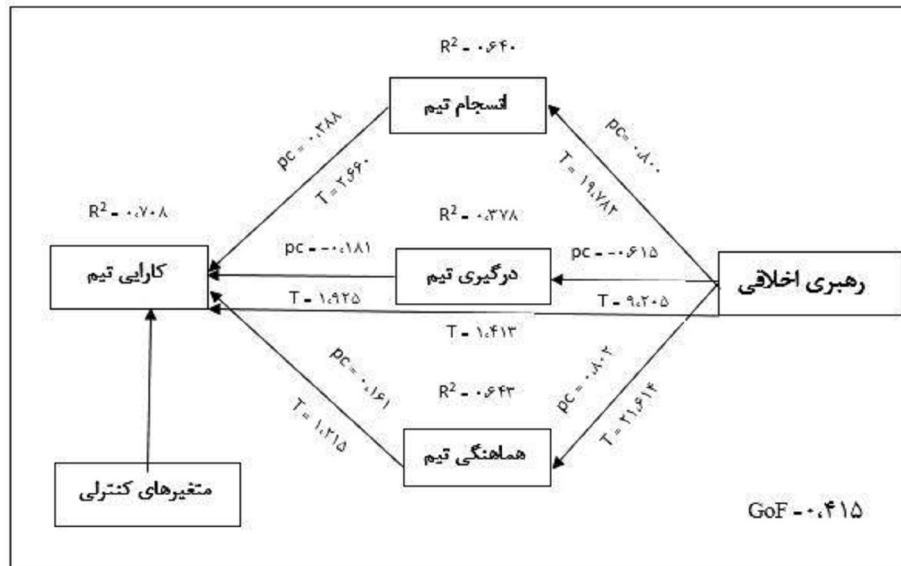 R² = ۰,۶۴۰
انسجام تیم
pc = ۰,۳۸۸
T = ۲,۶۶۰
pc= ۰,۸۰۰
T = ۱۹,۷۸۲
R² = ۰,۷۰۸
کارایی تیم
R² = ۰,۳۷۸
pc = -۰,۱۸۱
درگیری تیم
pc = -۰,۶۱۵
رهبری اخلاقی
T = ۱,۹۲۵
T = ۹,۲۰۵
T = ۱,۴۱۳
pc = ۰,۱۶۱
T = ۱,۲۱۵
R² = ۰,۶۴۳
pc = ۰,۸۰۲
T = ۲۱,۶۱۴
هماهنگی تیم
متغیرهای کنترلی
GoF = ۰,۴۱۵